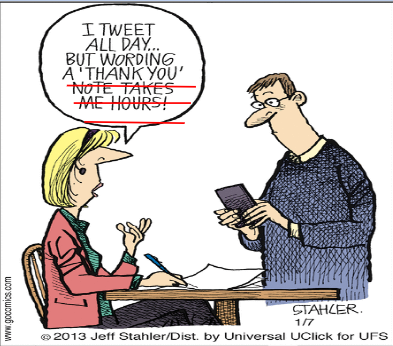 I TWEET
ALL DAY...
BUT WORDING
A 'THANK YOU'
NOTE TAKES
ME HOURS!
www.gocomics.com
STAHLER.
1/7
© 2013 Jeff Stahler/Dist. by Universal UClick for UFS